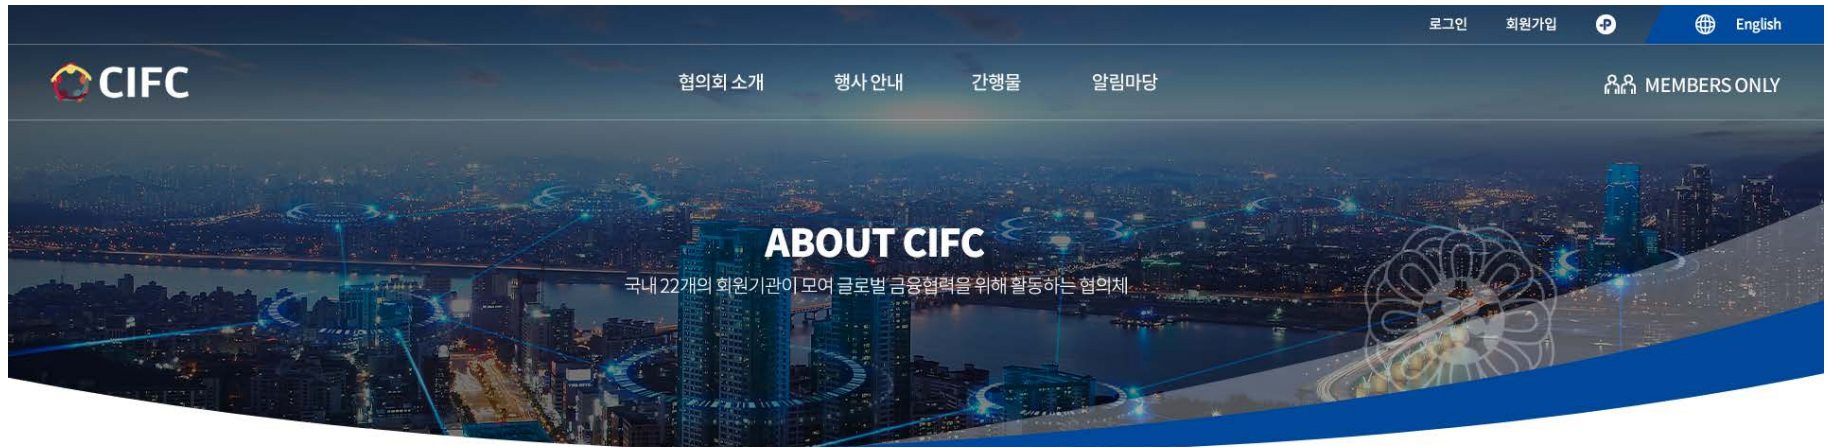 로그인 회원가입 P English
CIFC 협의회 소개 행사 안내 간행물 알림마당 MEMBERS ONLY
ABOUT CIFC
국내 22개의 회원기관이 모여 글로벌 금융협력을 위해 활동하는 협의체